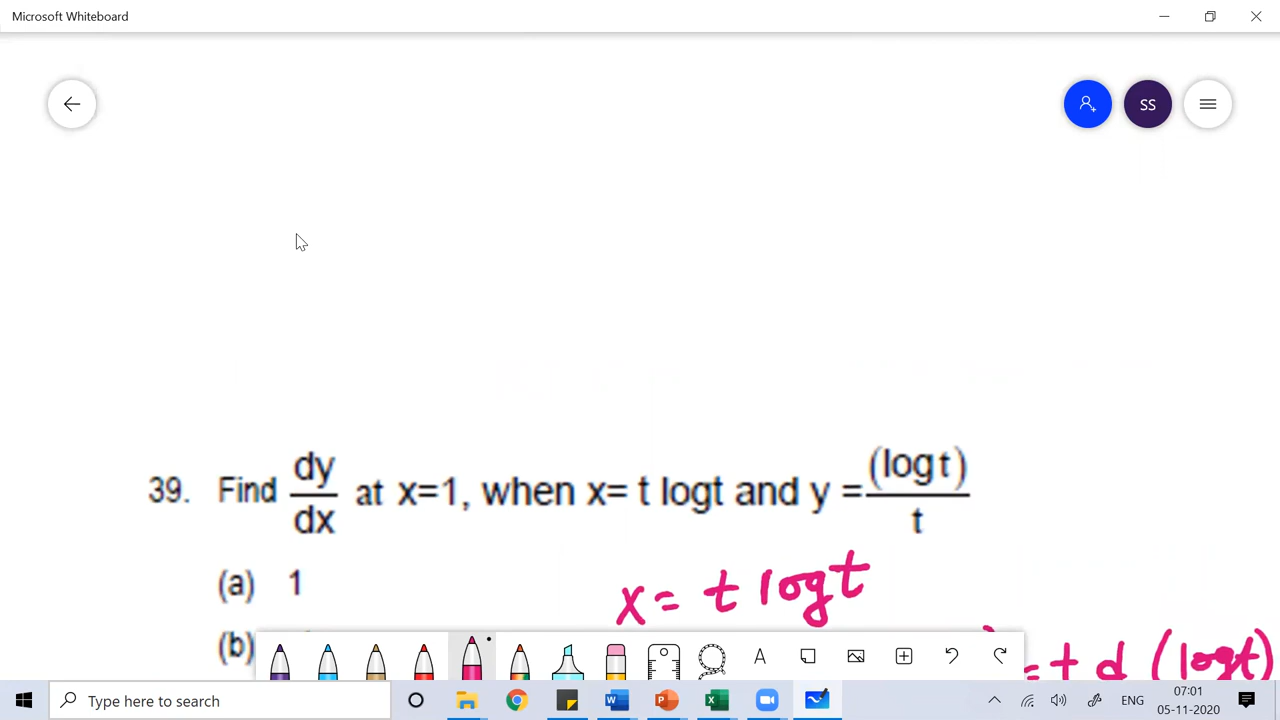 Microsoft Whiteboard
SS
39. Find dy/dx at x=1, when x= t logt and y = (logt)/t
(a) 1
x= t logt
(b)
= t d (logt)
A
Type here to search
ENG
07:01
05-11-2020